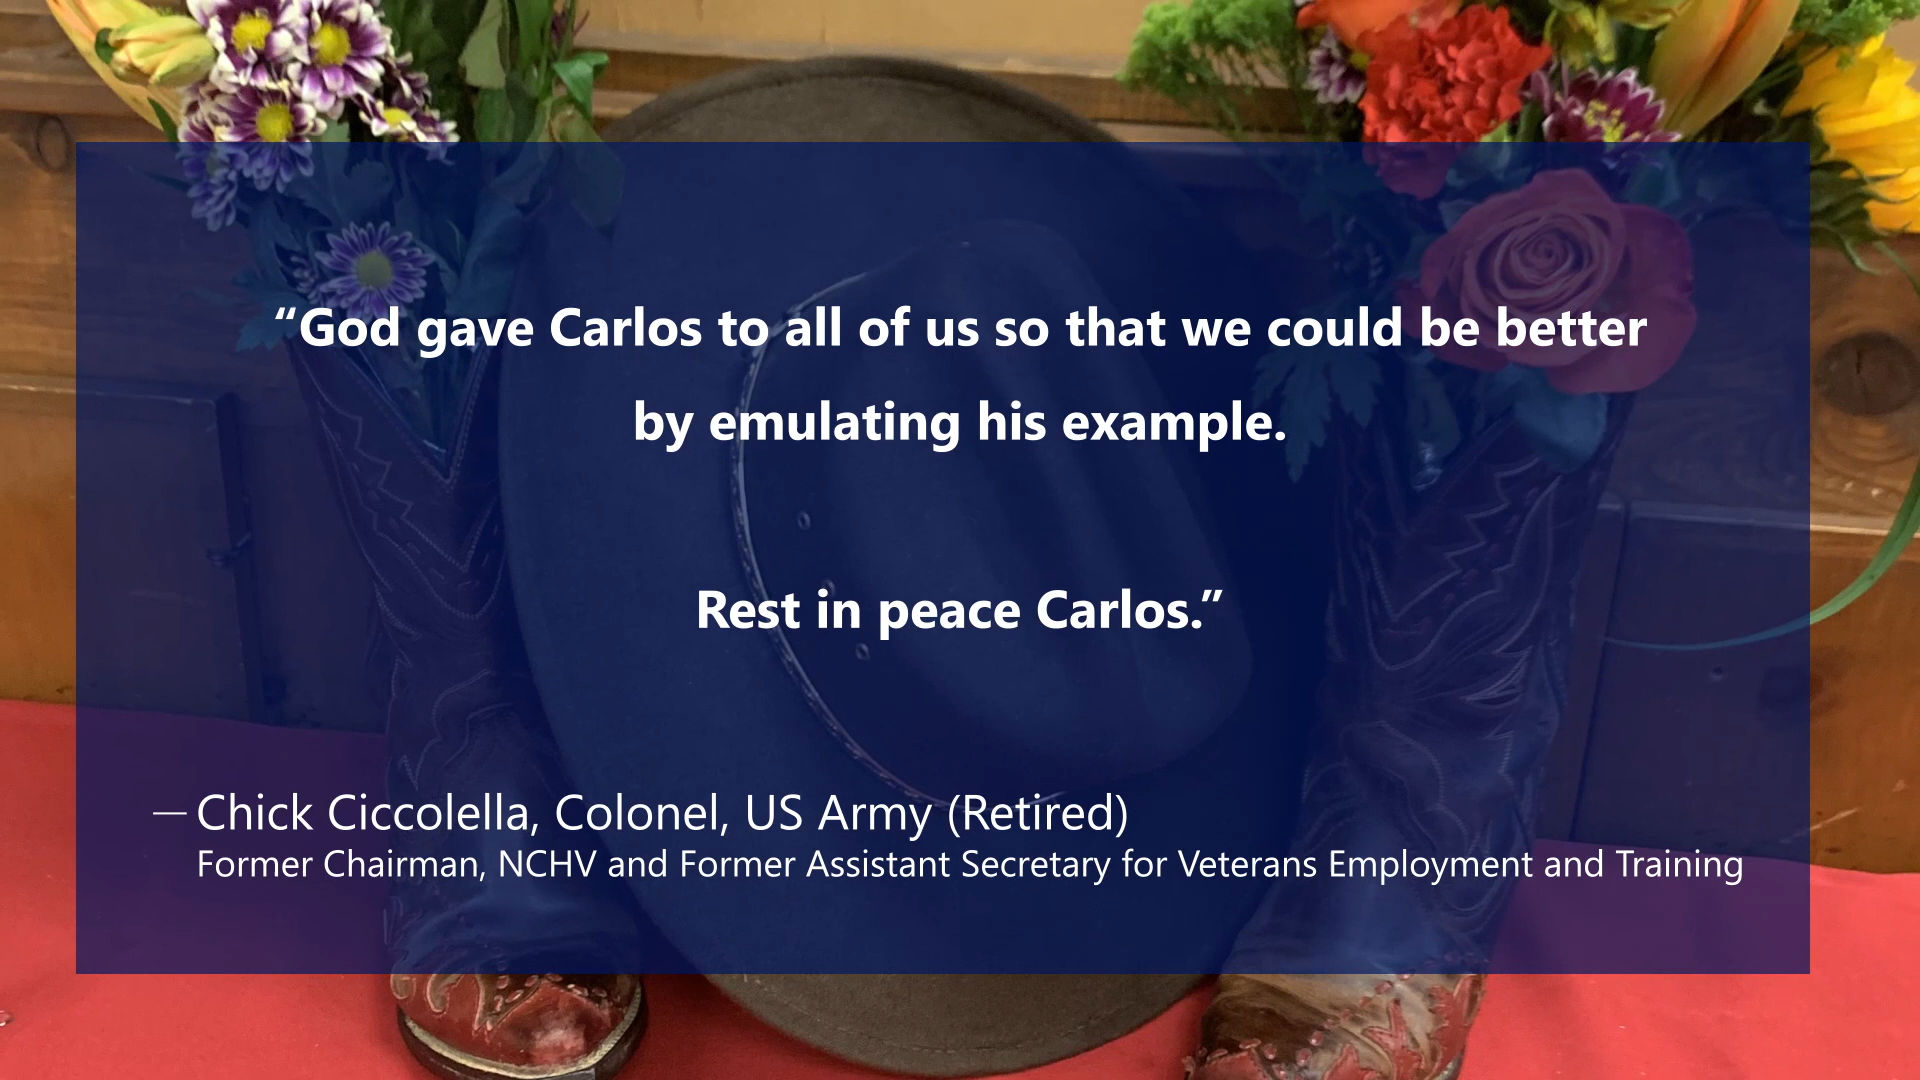 “God gave Carlos to all of us so that we could be better
by emulating his example.
Rest in peace Carlos.”
— Chick Ciccolella, Colonel, US Army (Retired)
Former Chairman, NCHV and Former Assistant Secretary for Veterans Employment and Training